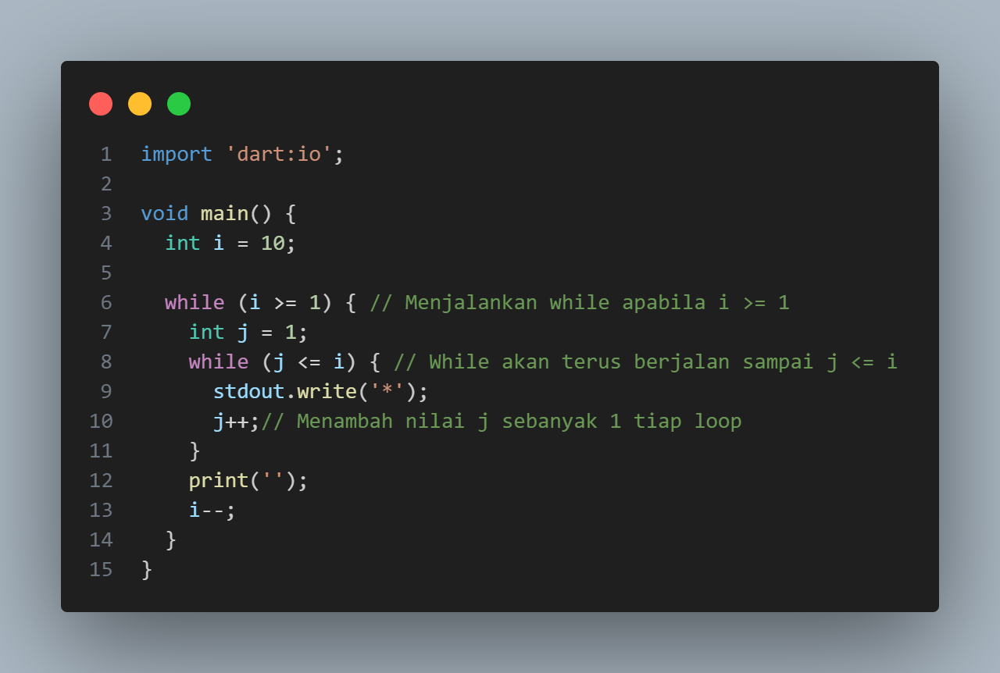 1 import 'dart:io';
2
3 void main() {
4   int i = 10;
5
6   while (i >= 1) { // Menjalankan while apabila i >= 1
7     int j = 1;
8     while (j <= i) { // While akan terus berjalan sampai j <= i
9       stdout.write('*');
10       j++;// Menambah nilai j sebanyak 1 tiap loop
11     }
12     print('');
13     i--;
14   }
15 }